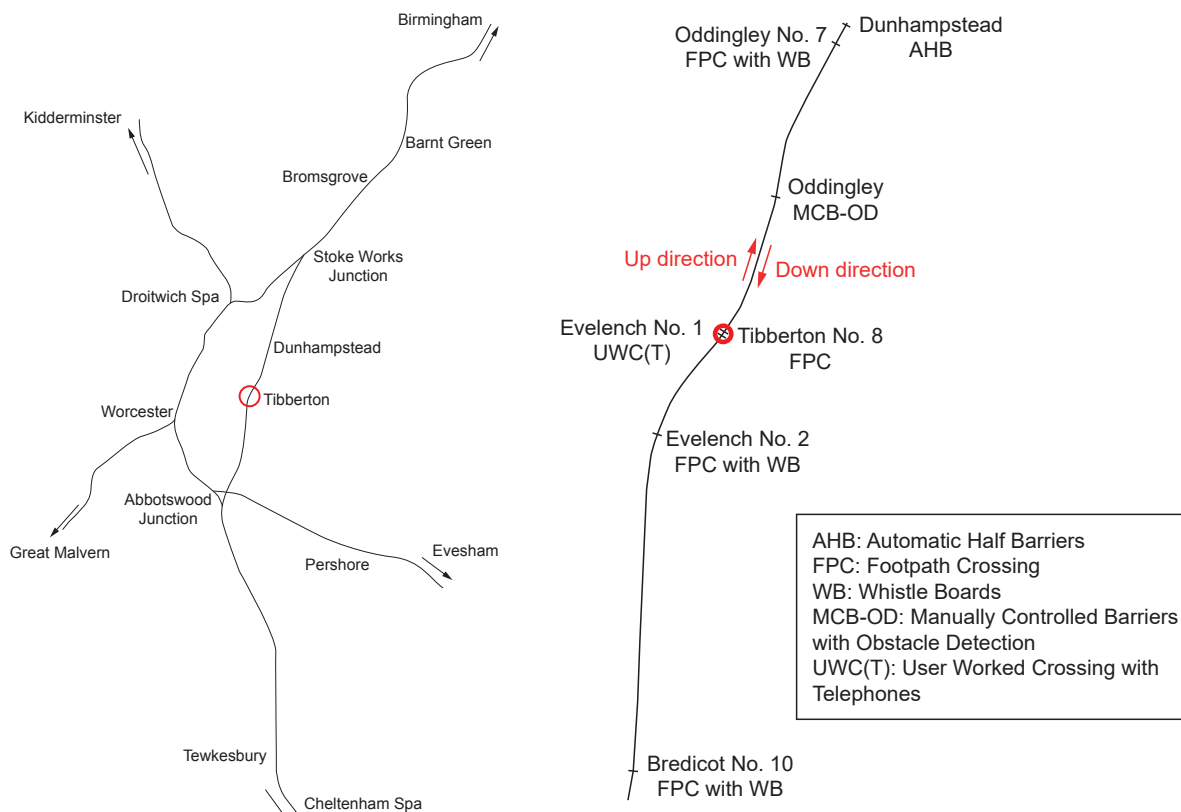 Birmingham
Kidderminster
Barnt Green
Bromsgrove
Stoke Works
Junction
Droitwich Spa
Dunhampstead
Tibberton
Worcester
Abbotswood
Junction
Great Malvern
Pershore
Evesham
Tewkesbury
Cheltenham Spa
Oddingley No. 7
FPC with WB
Dunhampstead
AHB
Oddingley
MCB-OD
Up direction
Down direction
Evelench No. 1
UWC(T)
Tibberton No. 8
FPC
Evelench No. 2
FPC with WB
Bredicot No. 10
FPC with WB
AHB: Automatic Half Barriers
FPC: Footpath Crossing
WB: Whistle Boards
MCB-OD: Manually Controlled Barriers
with Obstacle Detection
UWC(T): User Worked Crossing with
Telephones